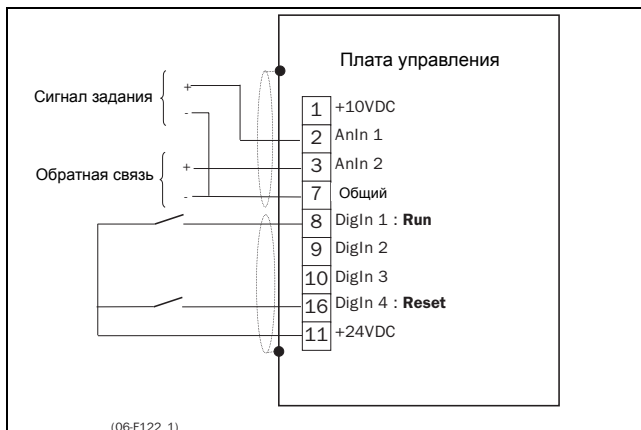 Плата управления
Сигнал задания
+
-
Обратная связь
+
-
1 +10VDC
2 AnIn 1
3 AnIn 2
7 Общий
8 DigIn 1 : Run
9 DigIn 2
10 DigIn 3
16 DigIn 4 : Reset
11 +24VDC
(06-F122_1)